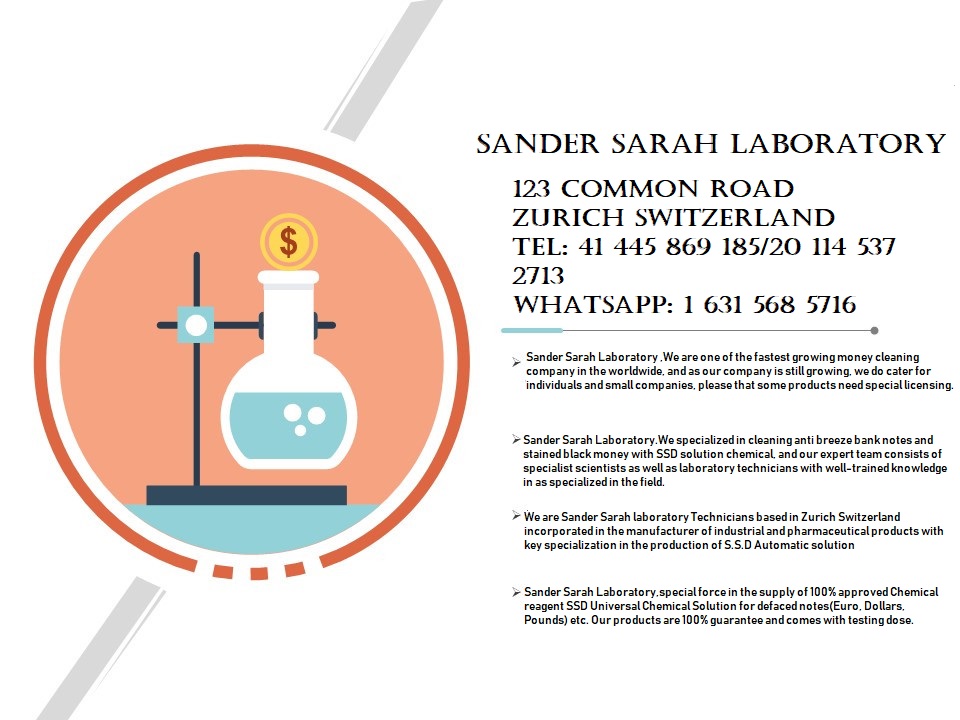 SANDER SARAH LABORATORY
123 COMMON ROAD
ZURICH SWITZERLAND
TEL: 41 445 869 185/20 114 537
2713
WHATSAPP: 1 631 568 5716
$
Sander Sarah Laboratory ,We are one of the fastest growing money cleaning
company in the worldwide, and as our company is still growing, we do cater for
individuals and small companies, please that some products need special licensing.
Sander Sarah Laboratory.We specialized in cleaning anti breeze bank notes and
stained black money with SSD solution chemical, and our expert team consists of
specialist scientists as well as laboratory technicians with well-trained knowledge
in as specialized in the field.
We are Sander Sarah laboratory Technicians based in Zurich Switzerland
incorporated in the manufacturer of industrial and pharmaceutical products with
key specialization in the production of S.S.D Automatic solution
Sander Sarah Laboratory,special force in the supply of 100% approved Chemical
reagent SSD Universal Chemical Solution for defaced notes(Euro, Dollars,
Pounds) etc. Our products are 100% guarantee and comes with testing dose.